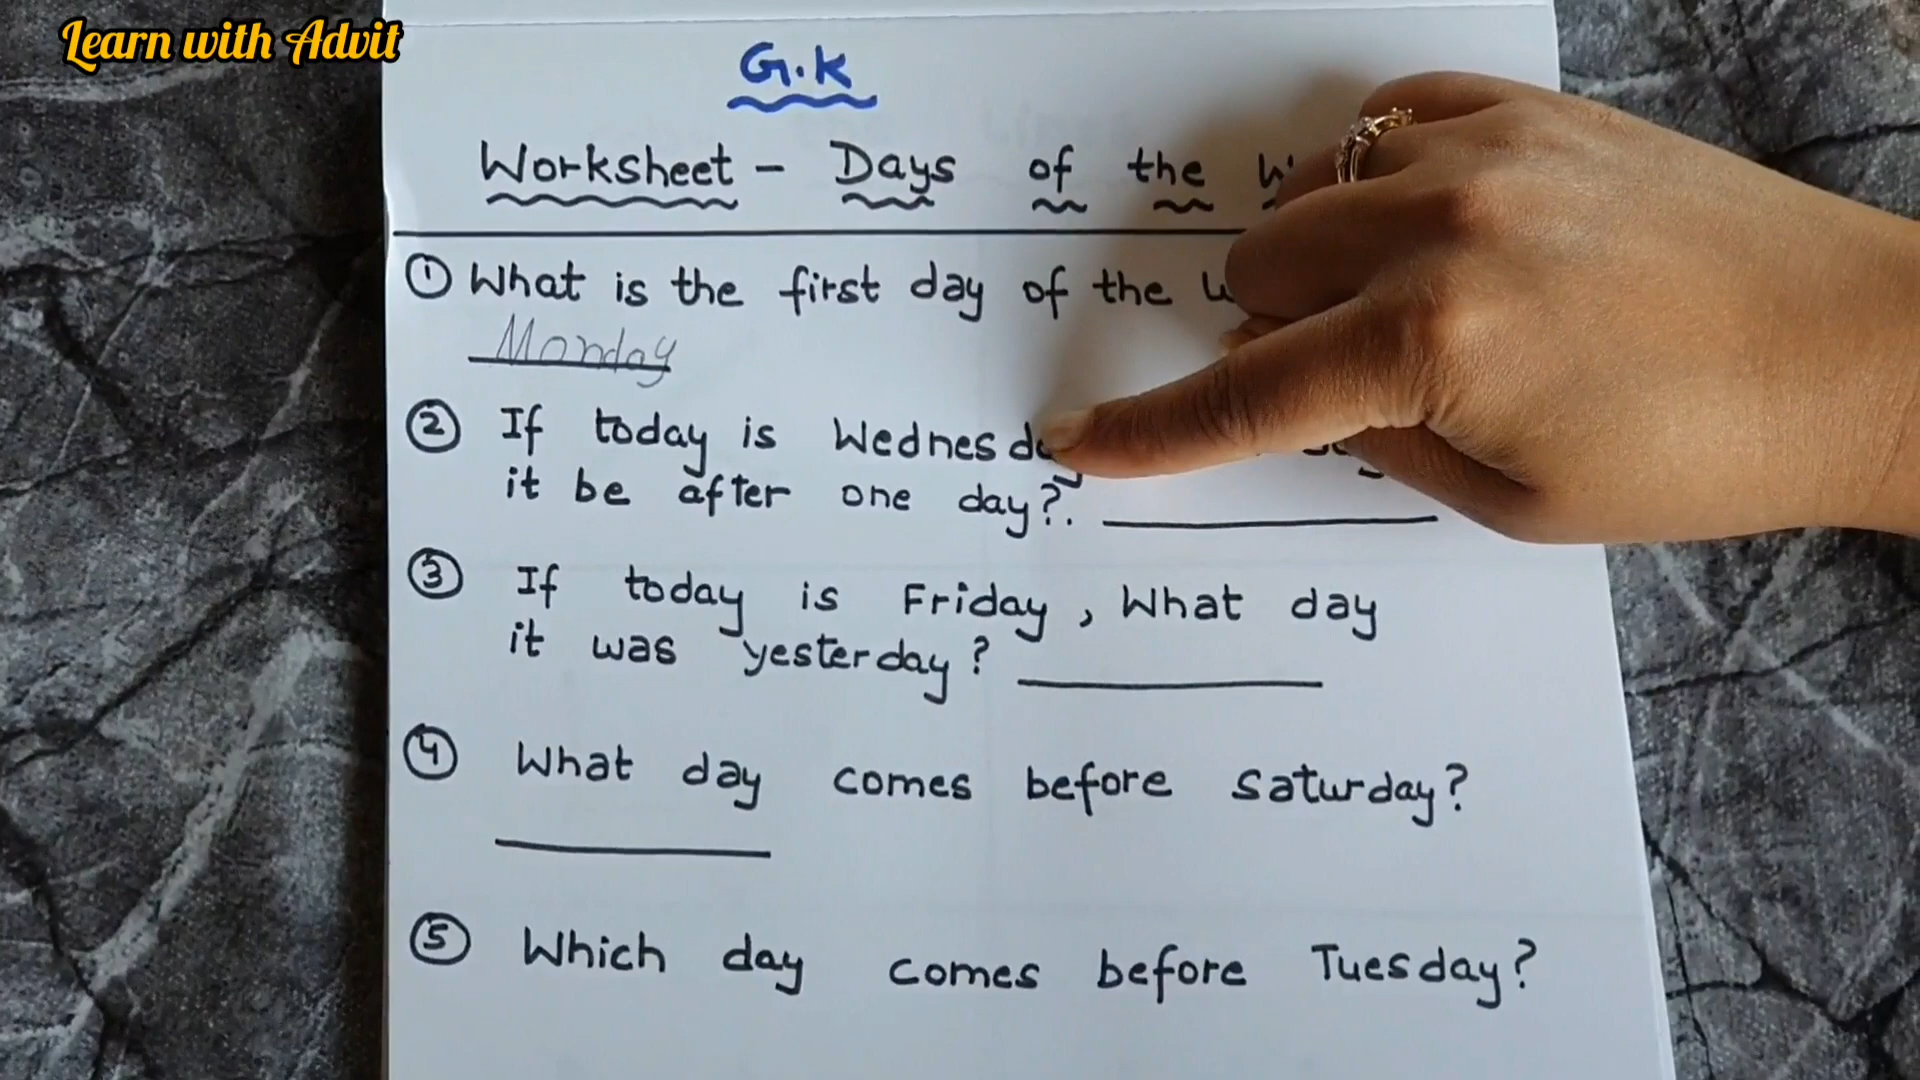 Learn with Advit
G.K
Worksheet - Days of the
① What is the first day of the
Monday
② If today is Wednesday
it be after one day?.
③ If today is Friday, What day
it was yesterday?
④ What day comes before Saturday?
⑤ Which day comes before Tuesday?